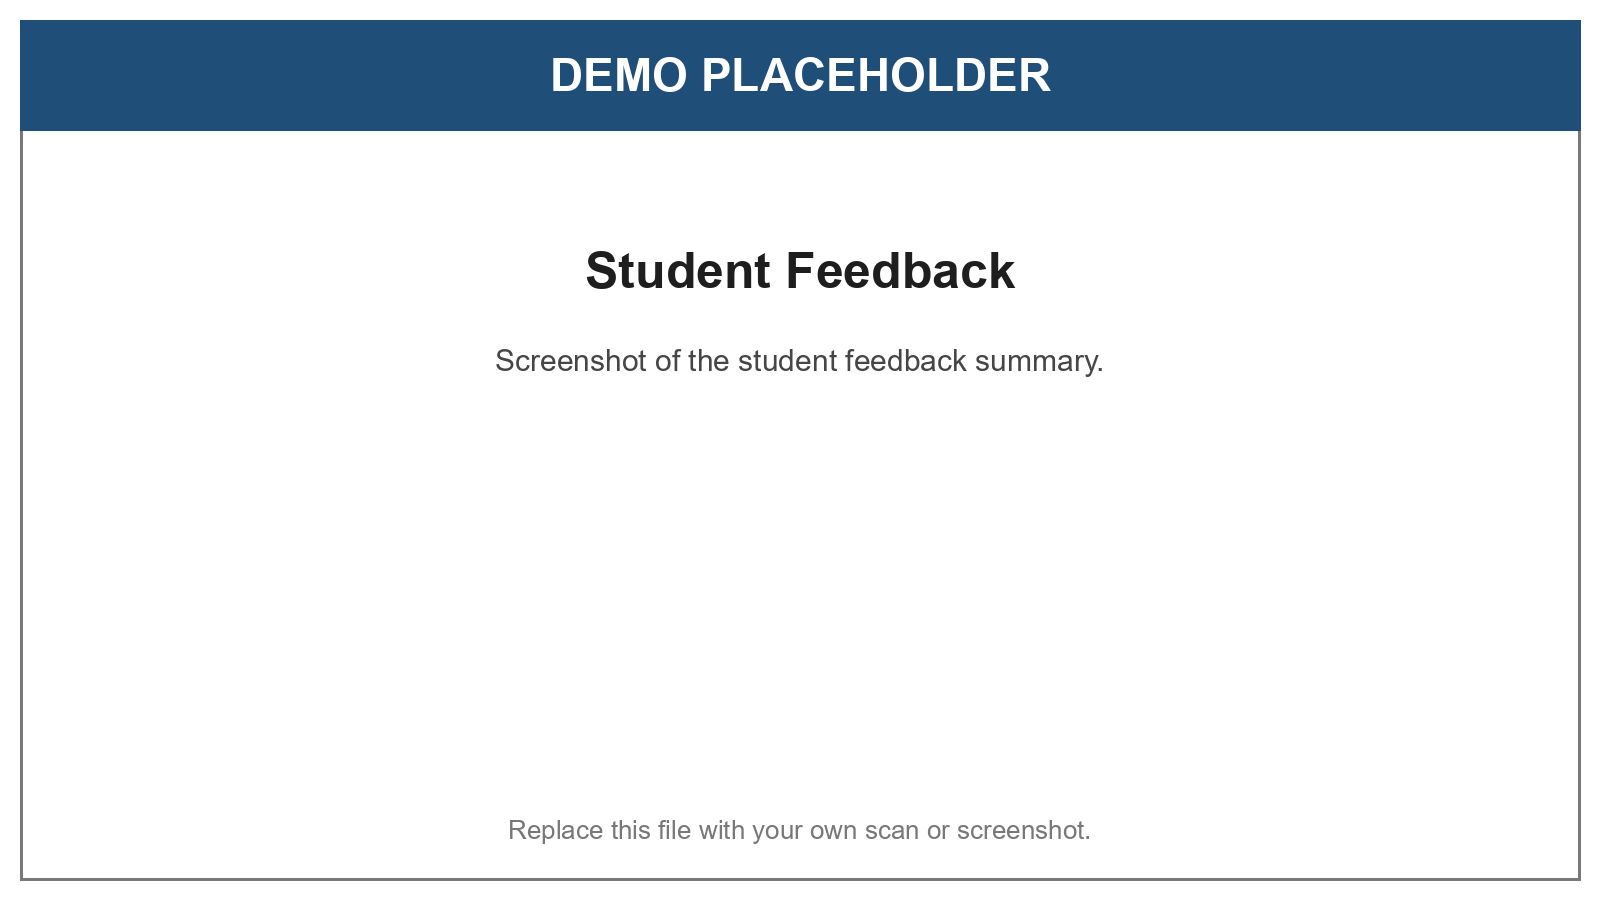 DEMO PLACEHOLDER
Student Feedback
Screenshot of the student feedback summary.
Replace this file with your own scan or screenshot.